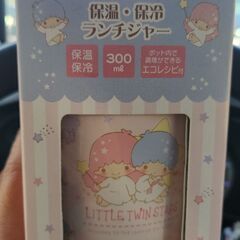 保温・保冷
ランチジャー
保温
保冷
300
ml
ポット内で
調理ができる
エコレシピ付
LITTLE TWIN STARS